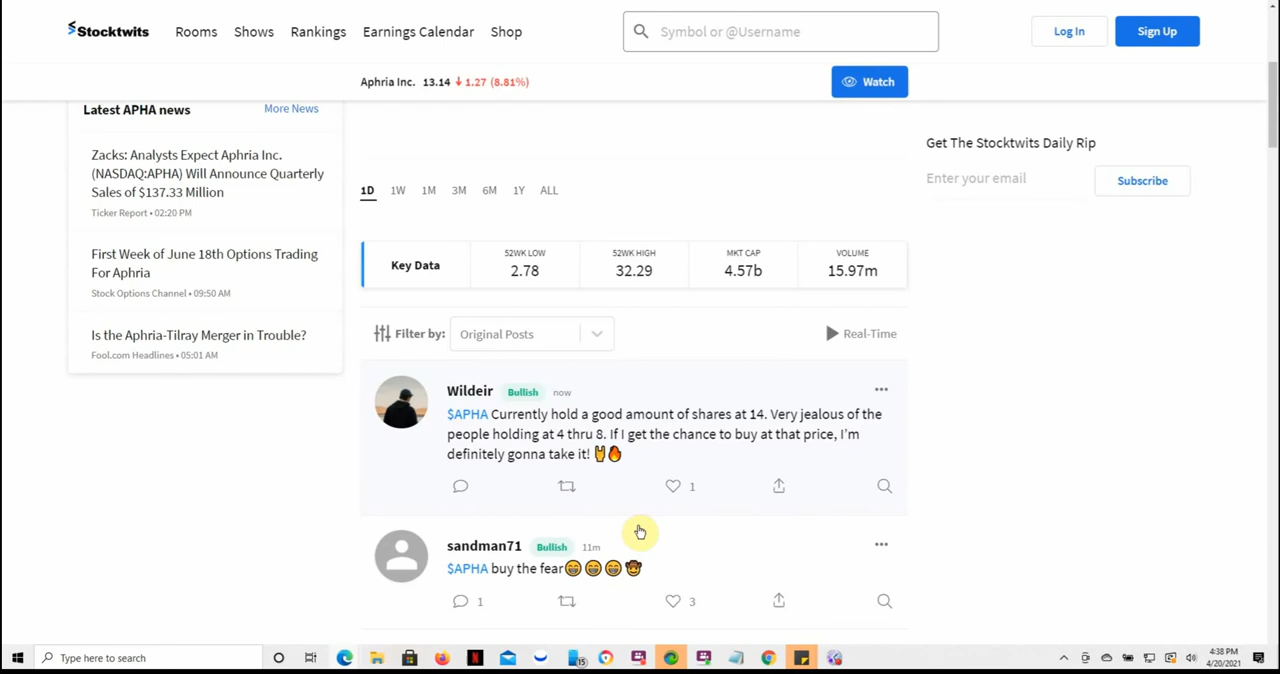 Stocktwits
Rooms Shows Rankings Earnings Calendar Shop
Symbol or @Username
Log In
Sign Up
Aphria Inc. 13.14 1.27 (8.81%)
Watch
Latest APHA news
More News
Zacks: Analysts Expect Aphria Inc.
(NASDAQ:APHA) Will Announce Quarterly
Sales of $137.33 Million
Ticker Report • 02:20 PM
First Week of June 18th Options Trading
For Aphria
Stock Options Channel • 09:50 AM
Is the Aphria-Tilray Merger in Trouble?
Fool.com Headlines • 05:01 AM
1D 1W 1M 3M 6M 1Y ALL
Key Data
52WK LOW
2.78
52WK HIGH
32.29
MKT CAP
4.57b
VOLUME
15.97m
Filter by: Original Posts
Real-Time
Wildeir Bullish now
$APHA Currently hold a good amount of shares at 14. Very jealous of the
people holding at 4 thru 8. If I get the chance to buy at that price, I'm
definitely gonna take it! 🤘🔥
1
sandman71 Bullish 11m
$APHA buy the fear😁😁😁🤠
1 3
Get The Stocktwits Daily Rip
Enter your email
Subscribe
Type here to search
15
4:38 PM
4/20/2021